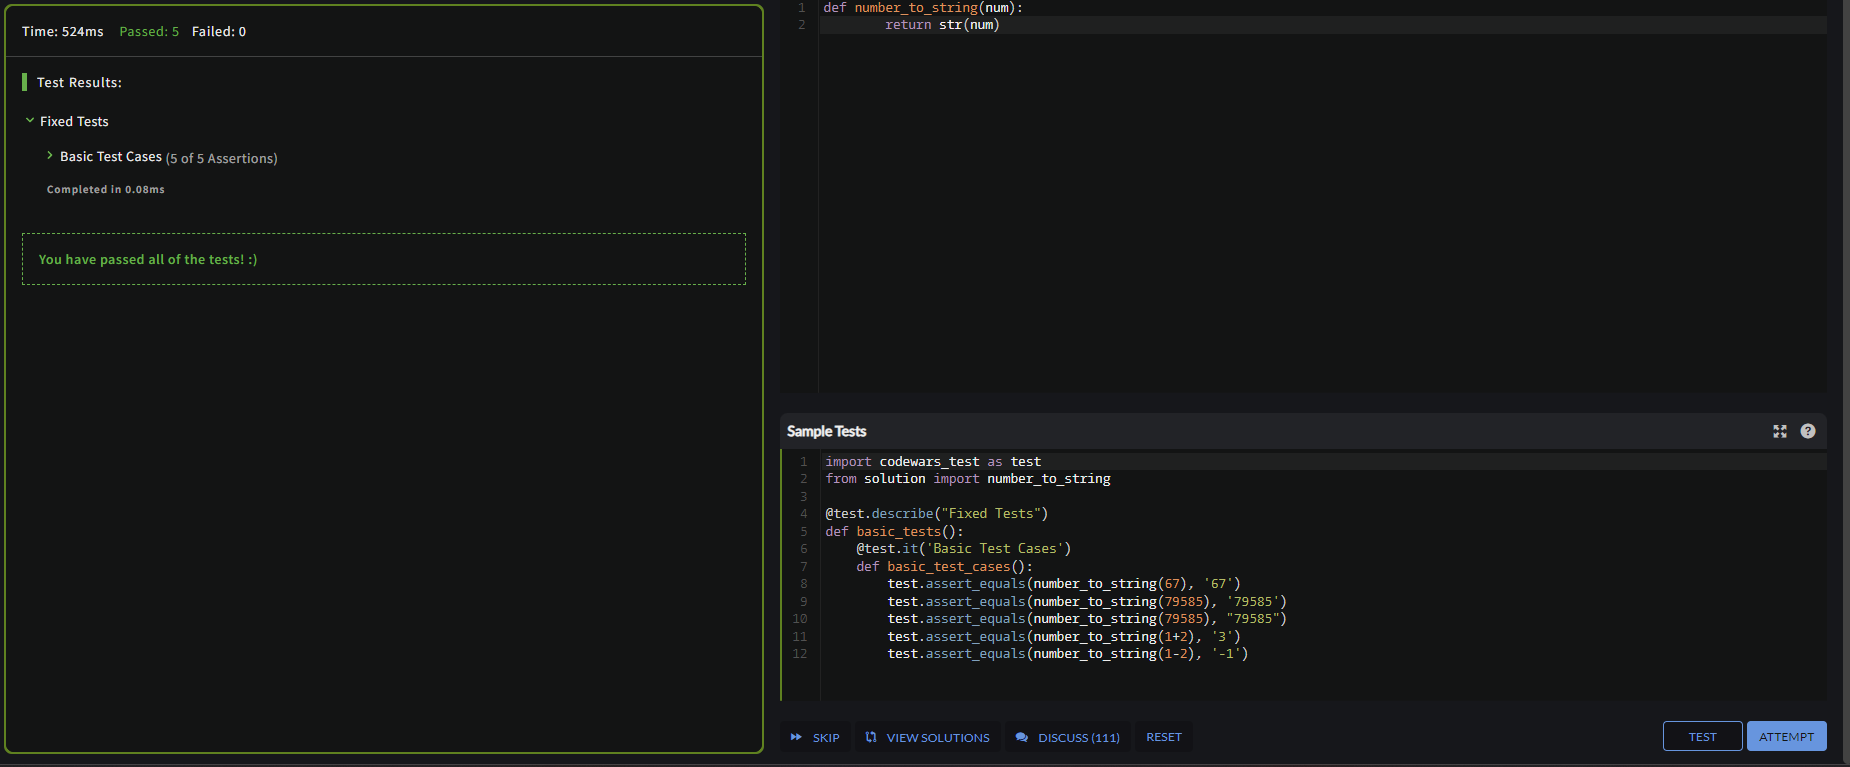 Time: 524ms Passed: 5 Failed: 0
Test Results:
Fixed Tests
Basic Test Cases (5 of 5 Assertions)
Completed in 0.08ms
You have passed all of the tests! :)
1 def number_to_string(num):
2         return str(num)
Sample Tests
1 import codewars_test as test
2 from solution import number_to_string
3
4 @test.describe("Fixed Tests")
5 def basic_tests():
6     @test.it('Basic Test Cases')
7     def basic_test_cases():
8         test.assert_equals(number_to_string(67), '67')
9         test.assert_equals(number_to_string(79585), '79585')
10         test.assert_equals(number_to_string(79585), "79585")
11         test.assert_equals(number_to_string(1+2), '3')
12         test.assert_equals(number_to_string(1-2), '-1')
SKIP VIEW SOLUTIONS DISCUSS (111) RESET TEST ATTEMPT